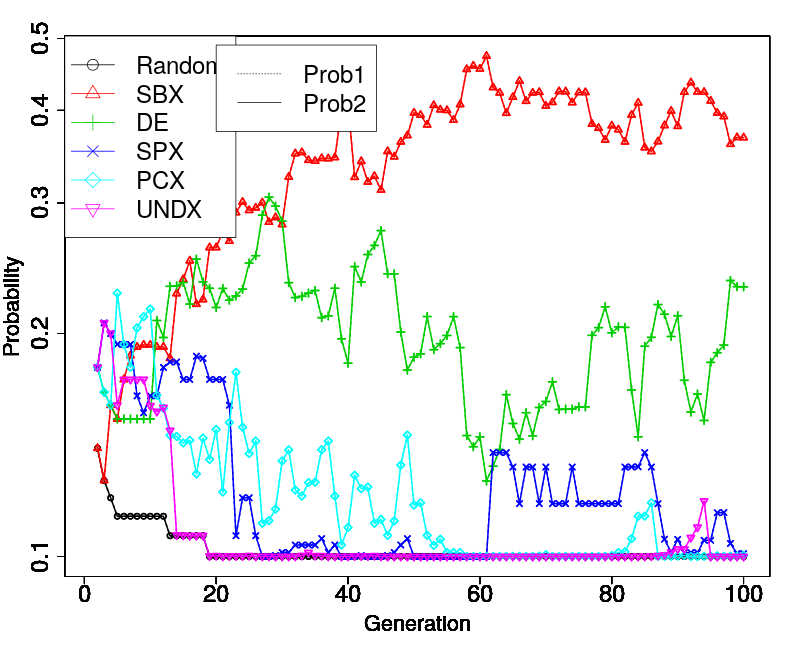 Random
SBX
DE
SPX
PCX
UNDX
Prob1
Prob2
0.5
0.4
0.3
0.2
0.1
Probability
0 20 40 60 80 100
Generation